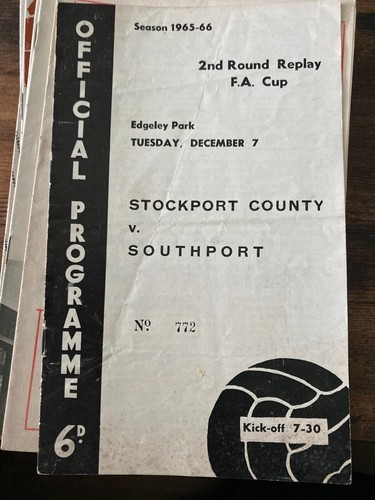 OFFICIAL PROGRAMME
6D.
Season 1965-66
2nd Round Replay
F.A. Cup
Edgeley Park
TUESDAY, DECEMBER 7
STOCKPORT COUNTY
v.
SOUTHPORT
No 772
Kick-off 7-30